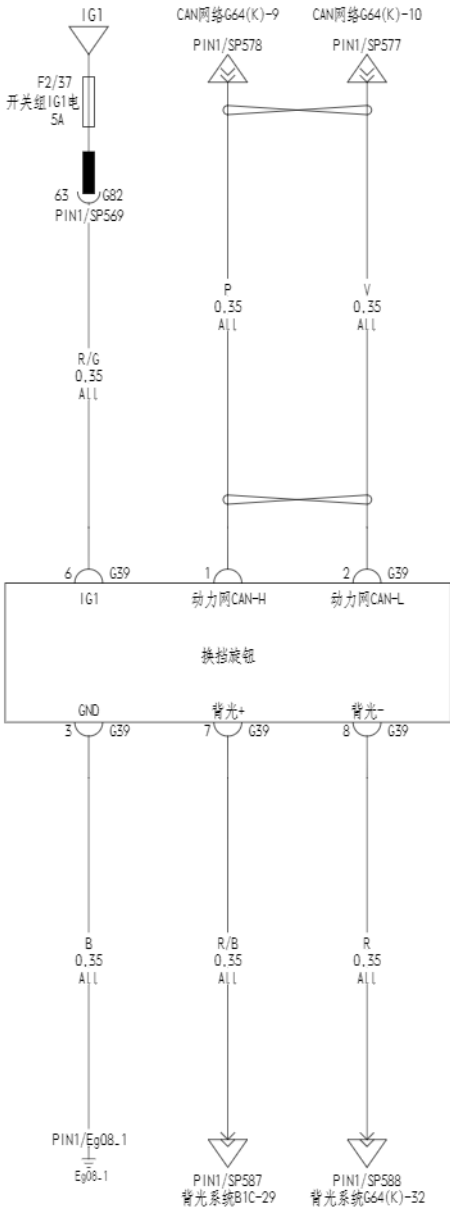 IG1
CAN网络G64(K)-9
CAN网络G64(K)-10
PIN1/SP578
PIN1/SP577
F2/37
开关组IG1电
5A
63
G82
PIN1/SP569
P
0.35
All
V
0.35
All
R/G
0.35
All
6
G39
1
2
G39
IG1
动力网CAN-H
动力网CAN-L
换挡旋钮
GND
背光+
背光-
3
G39
7
G39
8
G39
B
0.35
All
R/B
0.35
All
R
0.35
All
PIN1/Eg08_1
Eg08-1
PIN1/SP587
背光系统B1C-29
PIN1/SP588
背光系统G64(K)-32